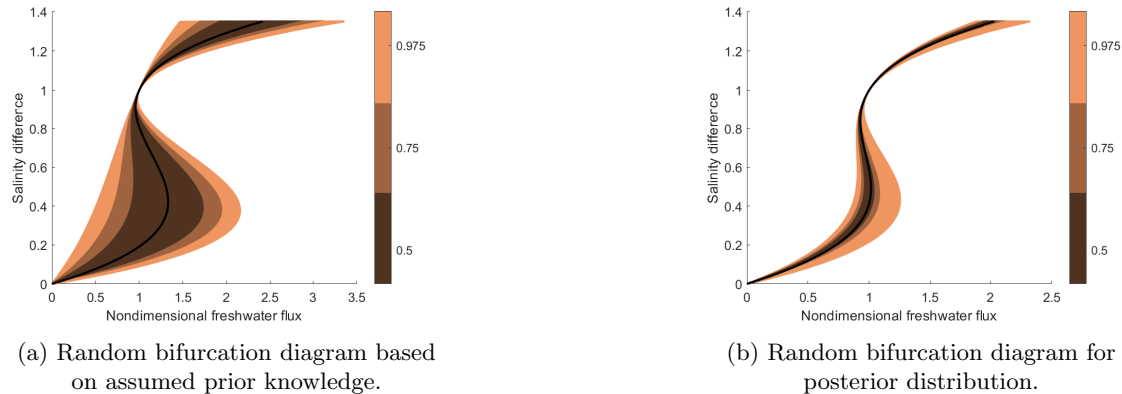 1.4
1.2
1
0.8
0.6
0.4
0.2
0
Salinity difference
0 0.5 1 1.5 2 2.5 3 3.5
Nondimensional freshwater flux
0.975
0.75
0.5
(a) Random bifurcation diagram based
on assumed prior knowledge.
1.4
1.2
1
0.8
0.6
0.4
0.2
0
Salinity difference
0 0.5 1 1.5 2 2.5
Nondimensional freshwater flux
0.975
0.75
0.5
(b) Random bifurcation diagram for
posterior distribution.